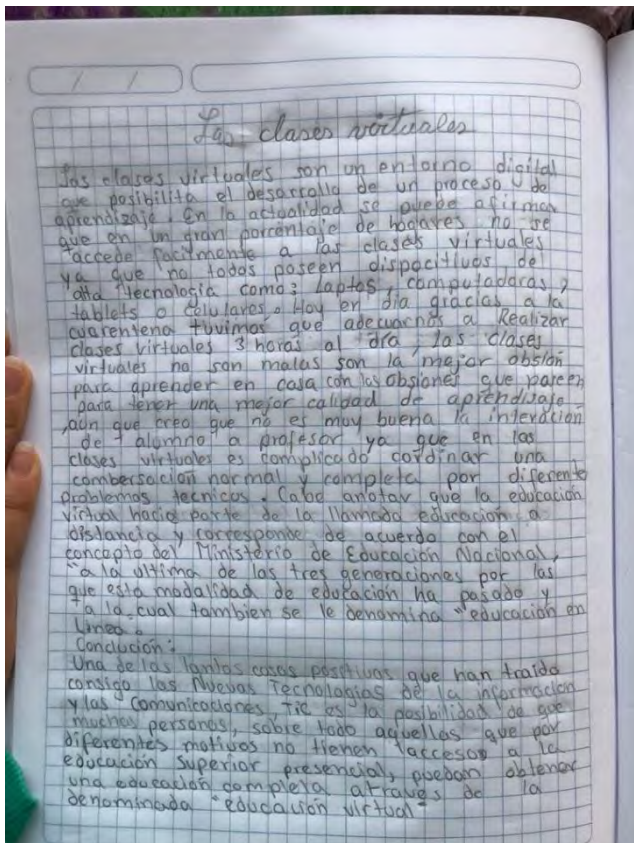 Las clases virtuales
Las clases virtuales son un entorno digital
que posibilita el desarrollo de un proceso de
aprendizaje. En la actualidad se puede afirmar
que en un gran porcentaje de hogares no se
accede facilmente a las clases virtuales
ya que no todos poseen dispocitivos de
alta tecnología como: Laptos, computadoras,
tablets o celulares. Hoy en día gracias a la
cuarentena tuvimos que adecuarnos a Realizar
clases virtuales 3 horas al día, las clases
virtuales no son malas son la mejor obsion
para aprender en casa con las obsiones que poseen
para tener una mejor calidad de aprendizaje
,aun que creo que no es muy buena la interacion
de alomno a profesor ya que en las
clases virtuales es complicado cordinar una
combersacion normal y completa por diferente
problemas tecnicos. Cabe anotar que la educación
virtual hacia parte de la llamada educación a
distancia y corresponde de acuerdo con el
concepto del Ministerio de Educación Nacional,
"a la ultima de las tres generaciones por las
que esta modalidad de educación ha pasado y
a la cual tambien se le denomina "educación en
Linea".
Conclución:
Una de las tantas cosas positivas que han traido
consigo las Nuevas Tecnologias de la información
y las Comunicaciones, TIC es la posibilidad de que
muchas personas, sobre todo aquellas que por
diferentes motivos no tienen acceso a la
educación superior presencial, puedan obtener
una educación completa atraves de la
denominada "educación virtual"